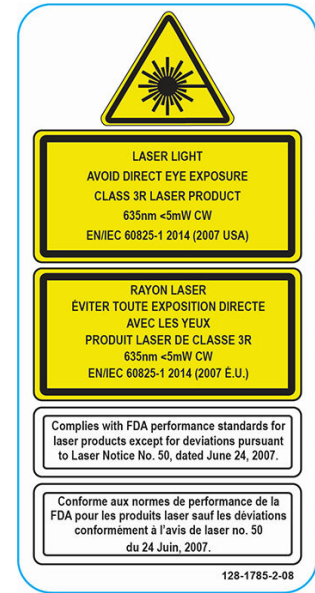 LASER LIGHT
AVOID DIRECT EYE EXPOSURE
CLASS 3R LASER PRODUCT
635nm <5mW CW
EN/IEC 60825-1 2014 (2007 USA)
RAYON LASER
ÉVITER TOUTE EXPOSITION DIRECTE
AVEC LES YEUX
PRODUIT LASER DE CLASSE 3R
635nm <5mW CW
EN/IEC 60825-1 2014 (2007 É.U.)
Complies with FDA performance standards for
laser products except for deviations pursuant
to Laser Notice No. 50, dated June 24, 2007.
Conforme aux normes de performance de la
FDA pour les produits laser sauf les déviations
conformément à l'avis de laser no. 50
du 24 Juin, 2007.
128-1785-2-08